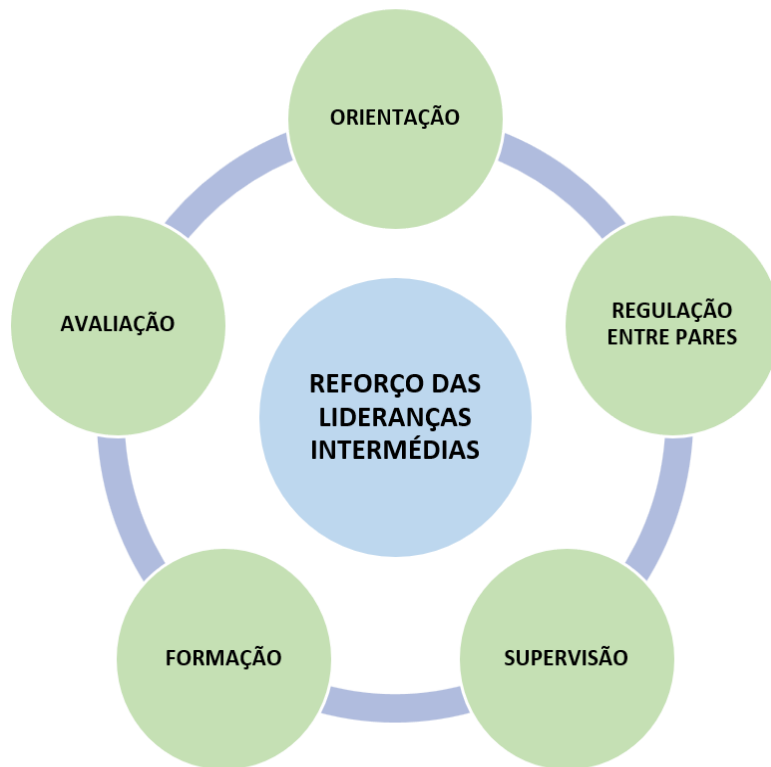 ORIENTAÇÃO
REGULAÇÃO
ENTRE PARES
SUPERVISÃO
FORMAÇÃO
AVALIAÇÃO
REFORÇO DAS
LIDERANÇAS
INTERMÉDIAS